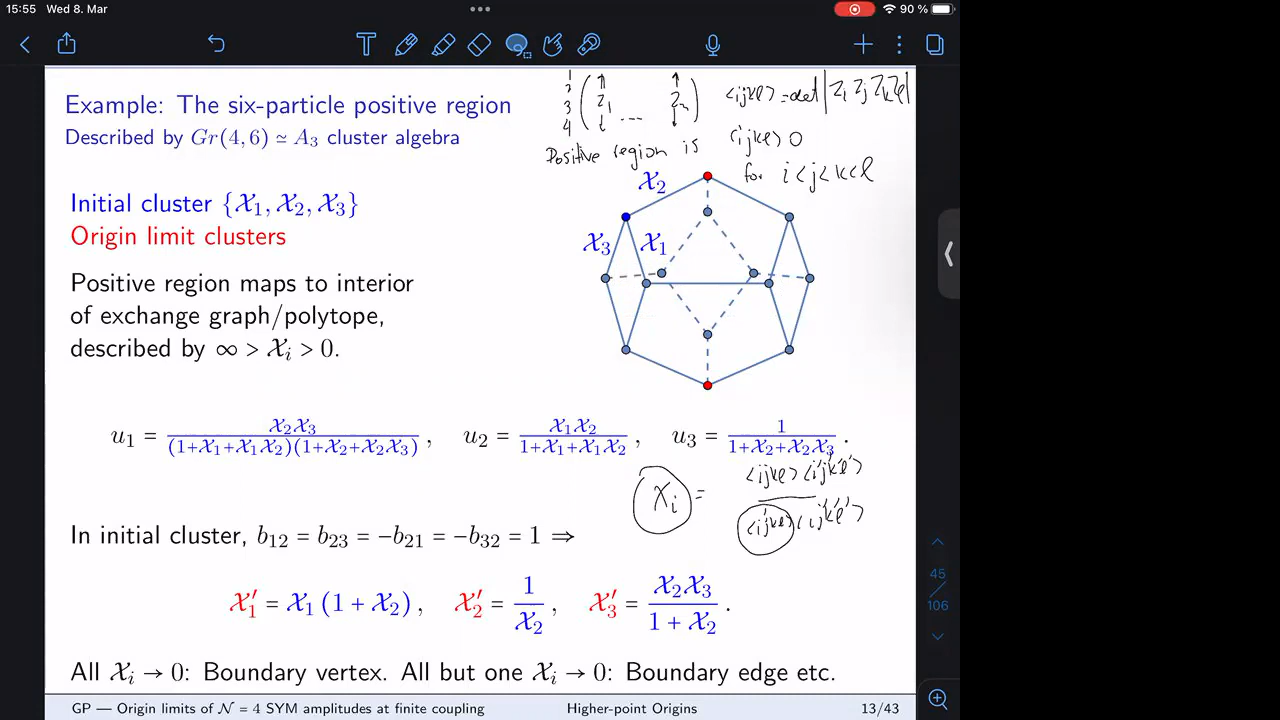 15:55 Wed 8. Mar
90 %
Example: The six-particle positive region
Described by Gr(4,6) ≃ A₃ cluster algebra
1
2
3
4
Z₁ ... Zₙ
<ijkl> = det |Zᵢ Zⱼ Zₖ Zₗ|
Positive region is <ijkl> > 0
for i<j<k<l
Initial cluster {𝒳₁, 𝒳₂, 𝒳₃}
Origin limit clusters
Positive region maps to interior
of exchange graph/polytope,
described by ∞ > 𝒳ᵢ > 0.
𝒳₂
𝒳₃ 𝒳₁
u₁ = 𝒳₂𝒳₃ / (1+𝒳₁+𝒳₁𝒳₂)(1+𝒳₂+𝒳₂𝒳₃) , u₂ = 𝒳₁𝒳₂ / 1+𝒳₁+𝒳₁𝒳₂ , u₃ = 1 / 1+𝒳₂+𝒳₂𝒳₃ .
𝒳ᵢ =
In initial cluster, b₁₂ = b₂₃ = −b₂₁ = −b₃₂ = 1 ⇒
𝒳₁′ = 𝒳₁ (1 + 𝒳₂) , 𝒳₂′ = 1 / 𝒳₂ , 𝒳₃′ = 𝒳₂𝒳₃ / 1 + 𝒳₂ .
All 𝒳ᵢ → 0: Boundary vertex. All but one 𝒳ᵢ → 0: Boundary edge etc.
45
106
GP — Origin limits of 𝒩 = 4 SYM amplitudes at finite coupling Higher-point Origins 13/43